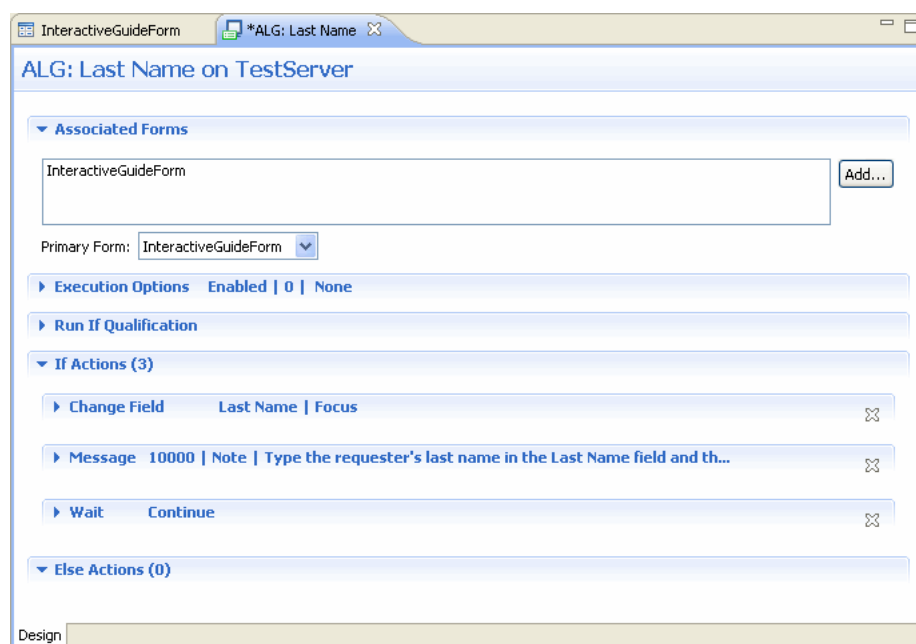 InteractiveGuideForm *ALG: Last Name
ALG: Last Name on TestServer
Associated Forms
InteractiveGuideForm
Add...
Primary Form: InteractiveGuideForm
Execution Options Enabled | 0 | None
Run If Qualification
If Actions (3)
Change Field Last Name | Focus
Message 10000 | Note | Type the requester's last name in the Last Name field and th...
Wait Continue
Else Actions (0)
Design